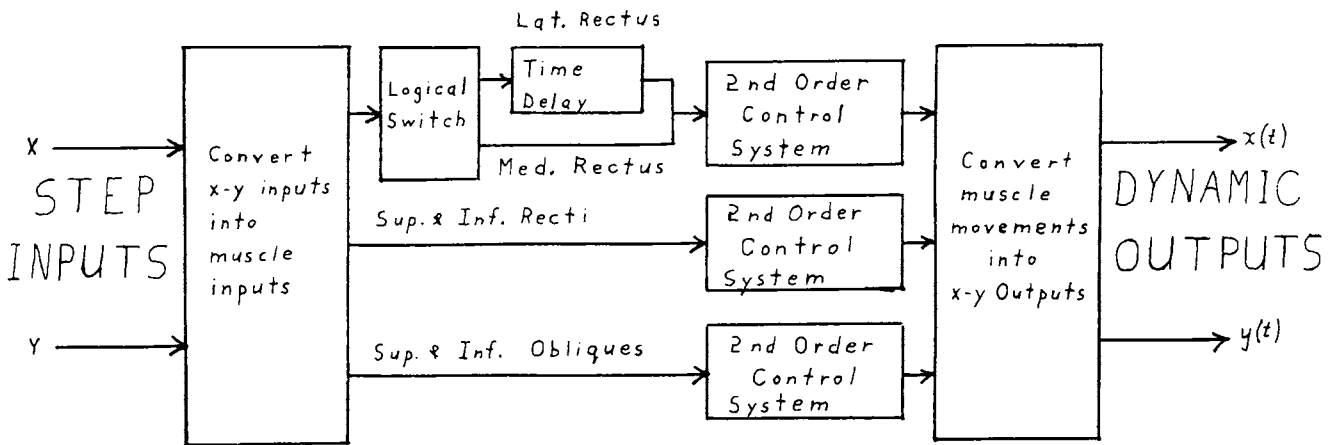 X
STEP
INPUTS
Y
Convert
x-y inputs
into
muscle
inputs
Logical
Switch
Lat. Rectus
Time
Delay
Med. Rectus
Sup. & Inf. Recti
Sup. & Inf. Obliques
2nd Order
Control
System
2nd Order
Control
System
2nd Order
Control
System
Convert
muscle
movements
into
x-y Outputs
x(t)
DYNAMIC
OUTPUTS
y(t)